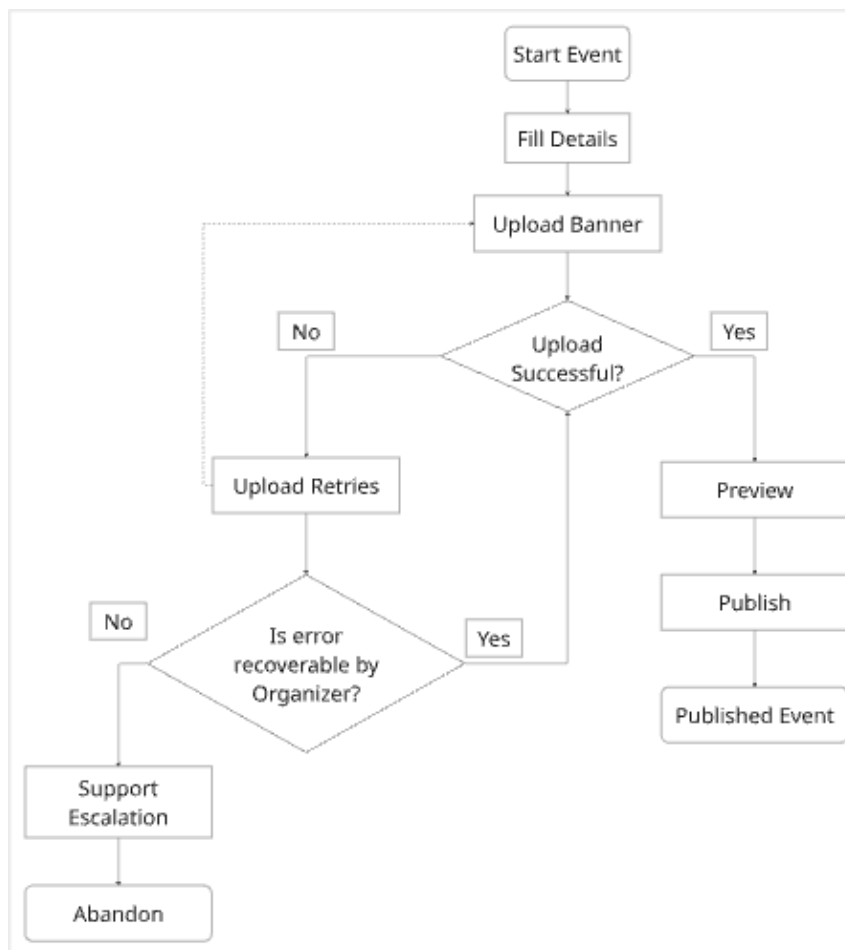 Start Event
Fill Details
Upload Banner
No
Yes
Upload
Successful?
Upload Retries
Preview
Publish
No
Is error
recoverable by
Organizer?
Yes
Published Event
Support
Escalation
Abandon